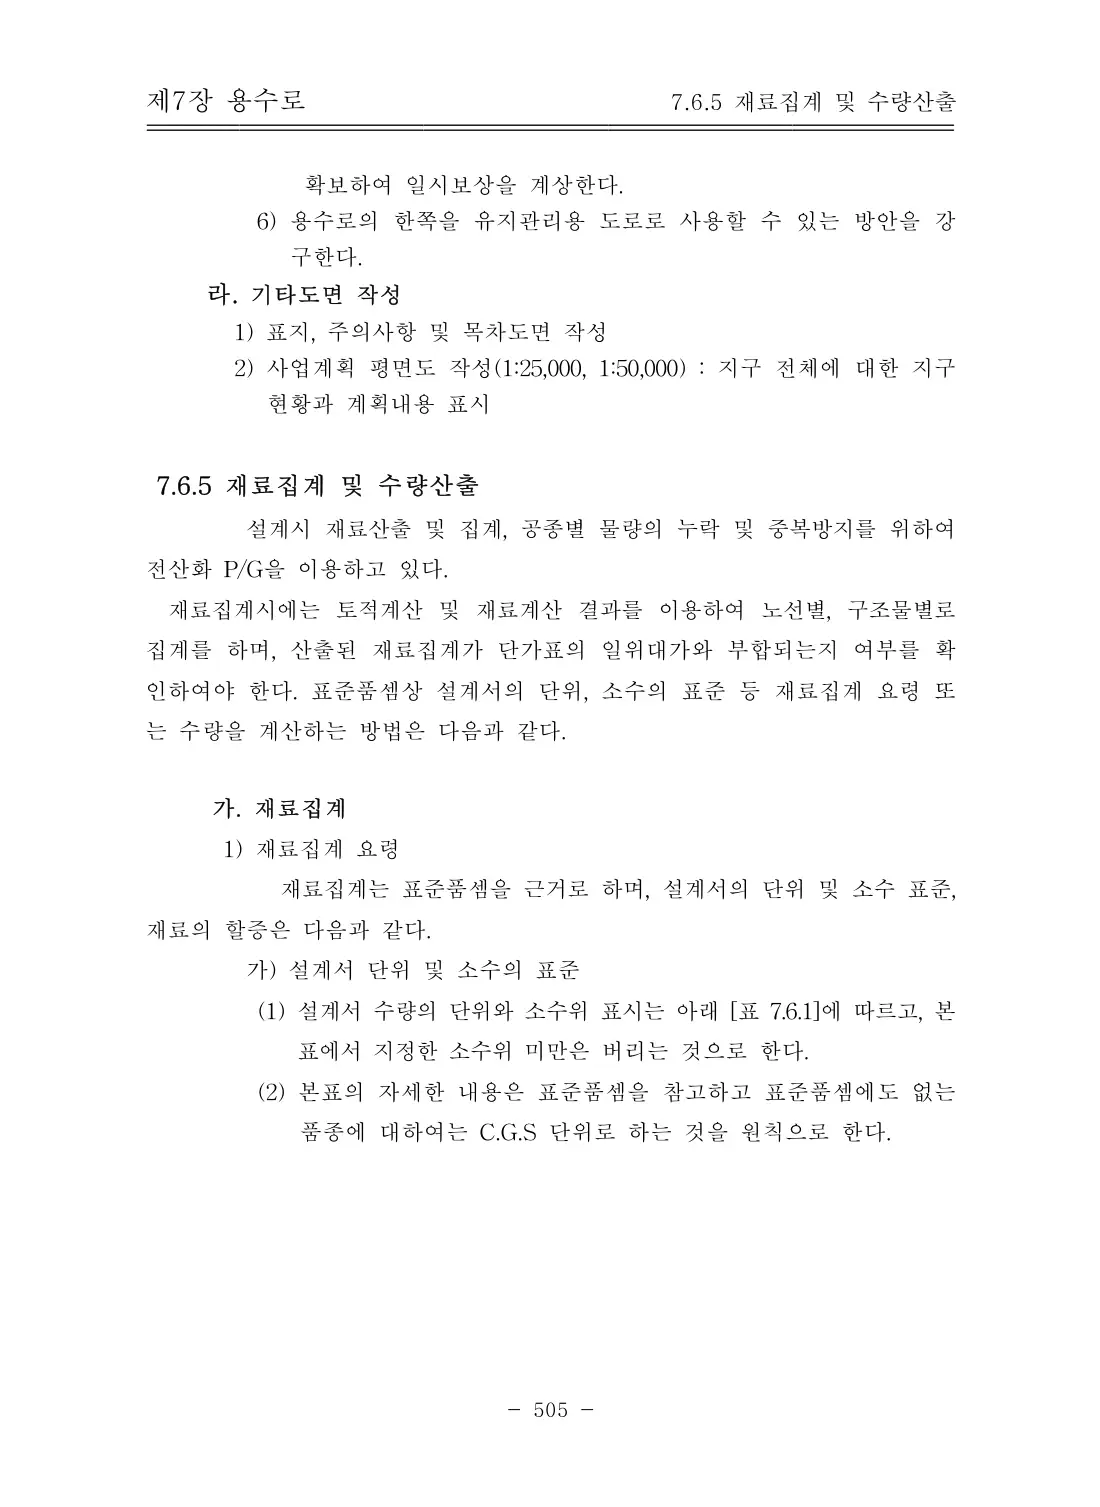 제7장 용수로 7.6.5 재료집계 및 수량산출
확보하여 일시보상을 계상한다.
6) 용수로의 한쪽을 유지관리용 도로로 사용할 수 있는 방안을 강
구한다.
라. 기타도면 작성
1) 표지, 주의사항 및 목차도면 작성
2) 사업계획 평면도 작성(1:25,000, 1:50,000) : 지구 전체에 대한 지구
현황과 계획내용 표시
7.6.5 재료집계 및 수량산출
설계시 재료산출 및 집계, 공종별 물량의 누락 및 중복방지를 위하여
전산화 P/G을 이용하고 있다.
재료집계시에는 토적계산 및 재료계산 결과를 이용하여 노선별, 구조물별로
집계를 하며, 산출된 재료집계가 단가표의 일위대가와 부합되는지 여부를 확
인하여야 한다. 표준품셈상 설계서의 단위, 소수의 표준 등 재료집계 요령 또
는 수량을 계산하는 방법은 다음과 같다.
가. 재료집계
1) 재료집계 요령
재료집계는 표준품셈을 근거로 하며, 설계서의 단위 및 소수 표준,
재료의 할증은 다음과 같다.
가) 설계서 단위 및 소수의 표준
(1) 설계서 수량의 단위와 소수위 표시는 아래 [표 7.6.1]에 따르고, 본
표에서 지정한 소수위 미만은 버리는 것으로 한다.
(2) 본표의 자세한 내용은 표준품셈을 참고하고 표준품셈에도 없는
품종에 대하여는 C.G.S 단위로 하는 것을 원칙으로 한다.
- 505 -